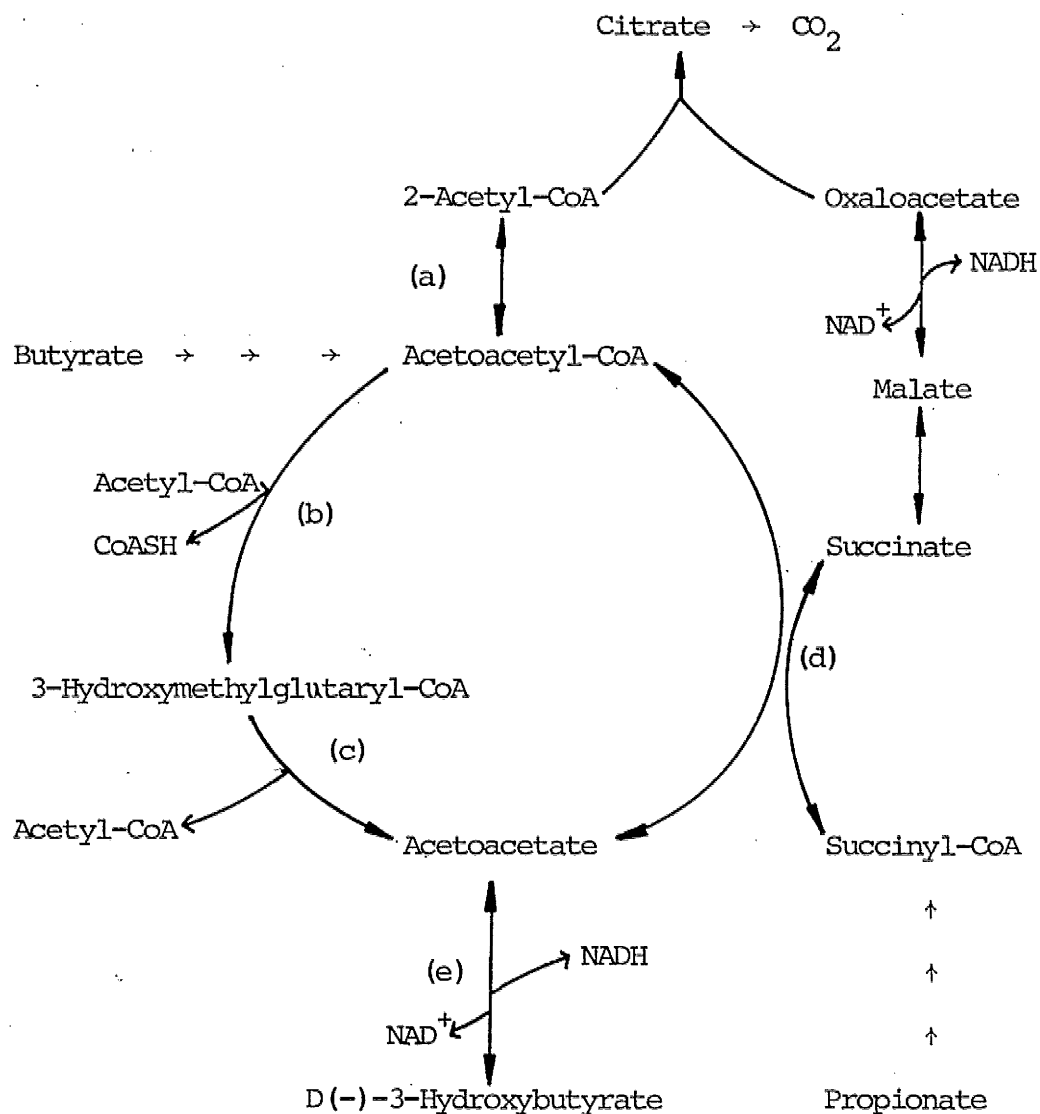 Citrate → CO2
2-Acetyl-CoA
Oxaloacetate
(a)
NADH
NAD+
Butyrate → → → Acetoacetyl-CoA
Malate
Acetyl-CoA
(b)
CoASH
Succinate
(d)
3-Hydroxymethylglutaryl-CoA
(c)
Acetyl-CoA
Acetoacetate
Succinyl-CoA
↑
(e)
NADH
↑
NAD+
↑
D(-)-3-Hydroxybutyrate
Propionate